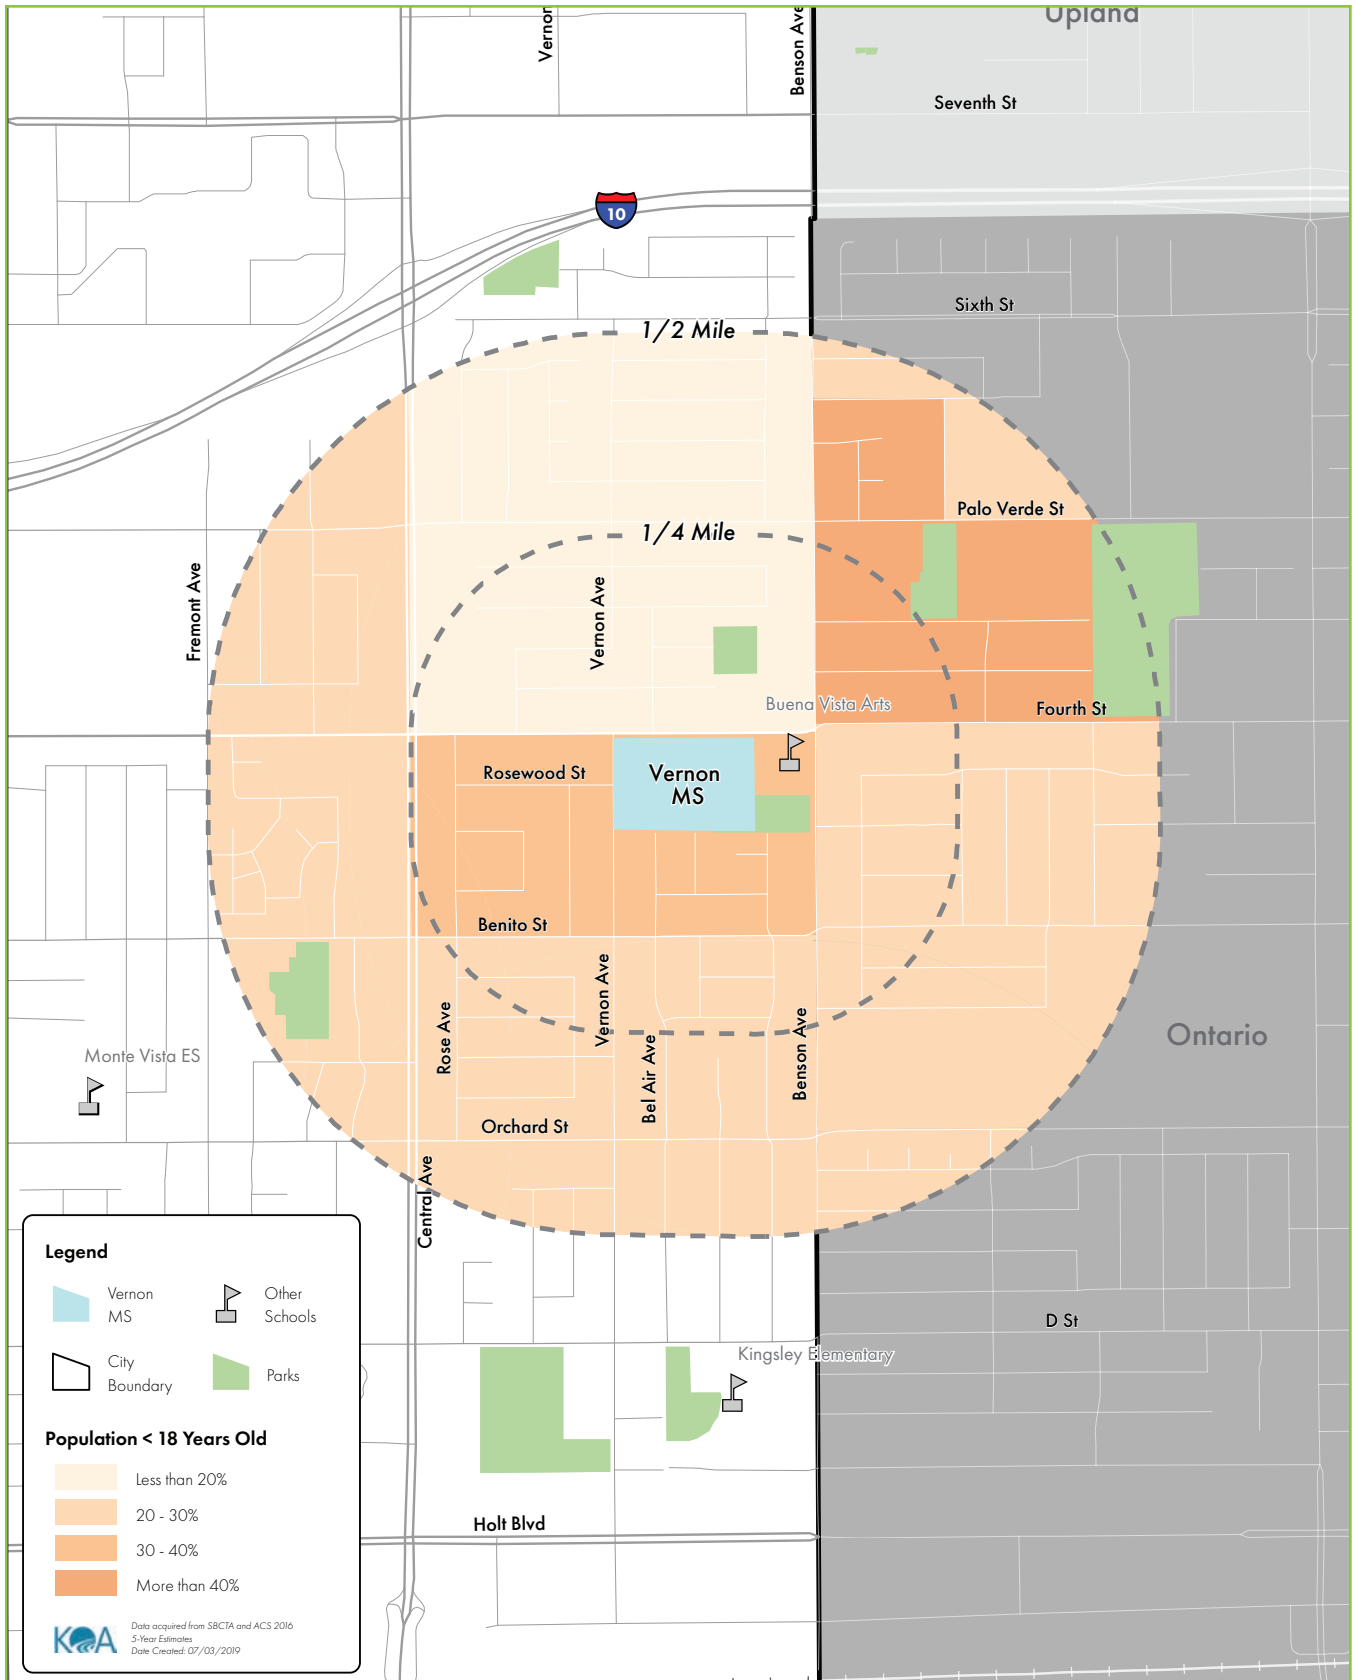 Upland
Vernon
Benson Ave
Seventh St
10
Sixth St
1/2 Mile
Palo Verde St
1/4 Mile
Fremont Ave
Vernon Ave
Buena Vista Arts
Fourth St
Rosewood St
Vernon
MS
Benito St
Vernon Ave
Rose Ave
Bel Air Ave
Benson Ave
Ontario
Monte Vista ES
Orchard St
Central Ave
Legend
Vernon
MS
Other
Schools
City
Boundary
Parks
Population < 18 Years Old
Less than 20%
20 - 30%
30 - 40%
More than 40%
KOA
Data acquired from SBCTA and ACS 2016
5-Year Estimates
Date Created: 07/03/2019
D St
Kingsley Elementary
Holt Blvd